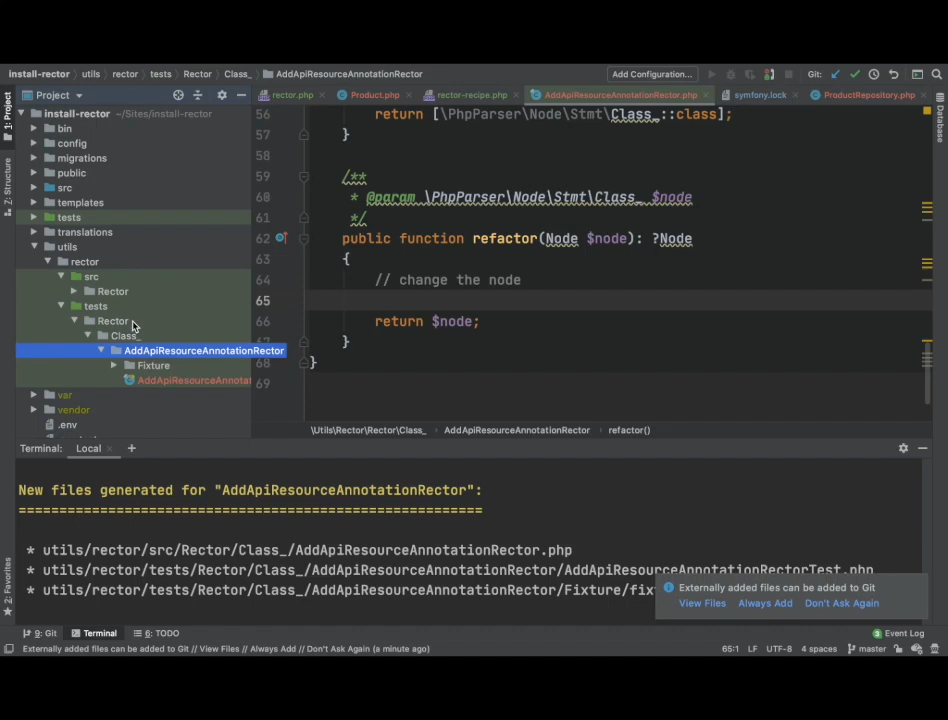 install-rector › utils › rector › tests › Rector › Class_ › AddApiResourceAnnotationRector
Add Configuration...
Git:
1: Project
Project
rector.php
Product.php
rector-recipe.php
AddApiResourceAnnotationRector.php
symfony.lock
ProductRepository.php
Database
Z: Structure
2: Favorites
install-rector ~/Sites/install-rector
bin
config
migrations
public
src
templates
tests
translations
utils
rector
src
Rector
tests
Rector
Class_
AddApiResourceAnnotationRector
Fixture
AddApiResourceAnnotat
var
vendor
.env
56 return [\PhpParser\Node\Stmt\Class_::class];
57 }
58
59 /**
60 * @param \PhpParser\Node\Stmt\Class_ $node
61 */
62 public function refactor(Node $node): ?Node
63 {
64 // change the node
65
66 return $node;
67 }
68 }
69
\Utils\Rector\Rector\Class_ › AddApiResourceAnnotationRector › refactor()
Terminal: Local +
New files generated for "AddApiResourceAnnotationRector":
=========================================================
* utils/rector/src/Rector/Class_/AddApiResourceAnnotationRector.php
* utils/rector/tests/Rector/Class_/AddApiResourceAnnotationRector/AddApiResourceAnnotationRectorTest.php
* utils/rector/tests/Rector/Class_/AddApiResourceAnnotationRector/Fixture/fix
Externally added files can be added to Git
View Files Always Add Don't Ask Again
9: Git Terminal 6: TODO
3 Event Log
Externally added files can be added to Git // View Files // Always Add // Don't Ask Again (a minute ago)
65:1 LF UTF-8 4 spaces master